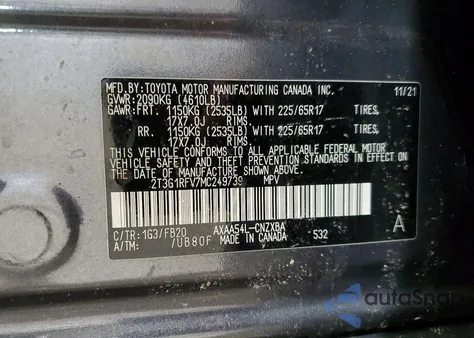 MFD.BY:TOYOTA MOTOR MANUFACTURING CANADA INC. 11/21
GVWR:2090KG (4610LB)
GAWR:FRT. 1150KG (2535LB) WITH 225/65R17 TIRES,
17X7.0J RIMS.
RR. 1150KG (2535LB) WITH 225/65R17 TIRES,
17X7.0J RIMS.
THIS VEHICLE CONFORMS TO ALL APPLICABLE FEDERAL MOTOR
VEHICLE SAFETY AND BUMPER STANDARDS IN EFFECT ON THE DATE OF
MANUFACTURE SHOWN ABOVE.
2T3G1RFV7MC249739 MPV
C/TR:1G3/FB20 AXAA54L-CNZXBA A
A/TM: /UB80F MADE IN CANADA 532
autoSnap